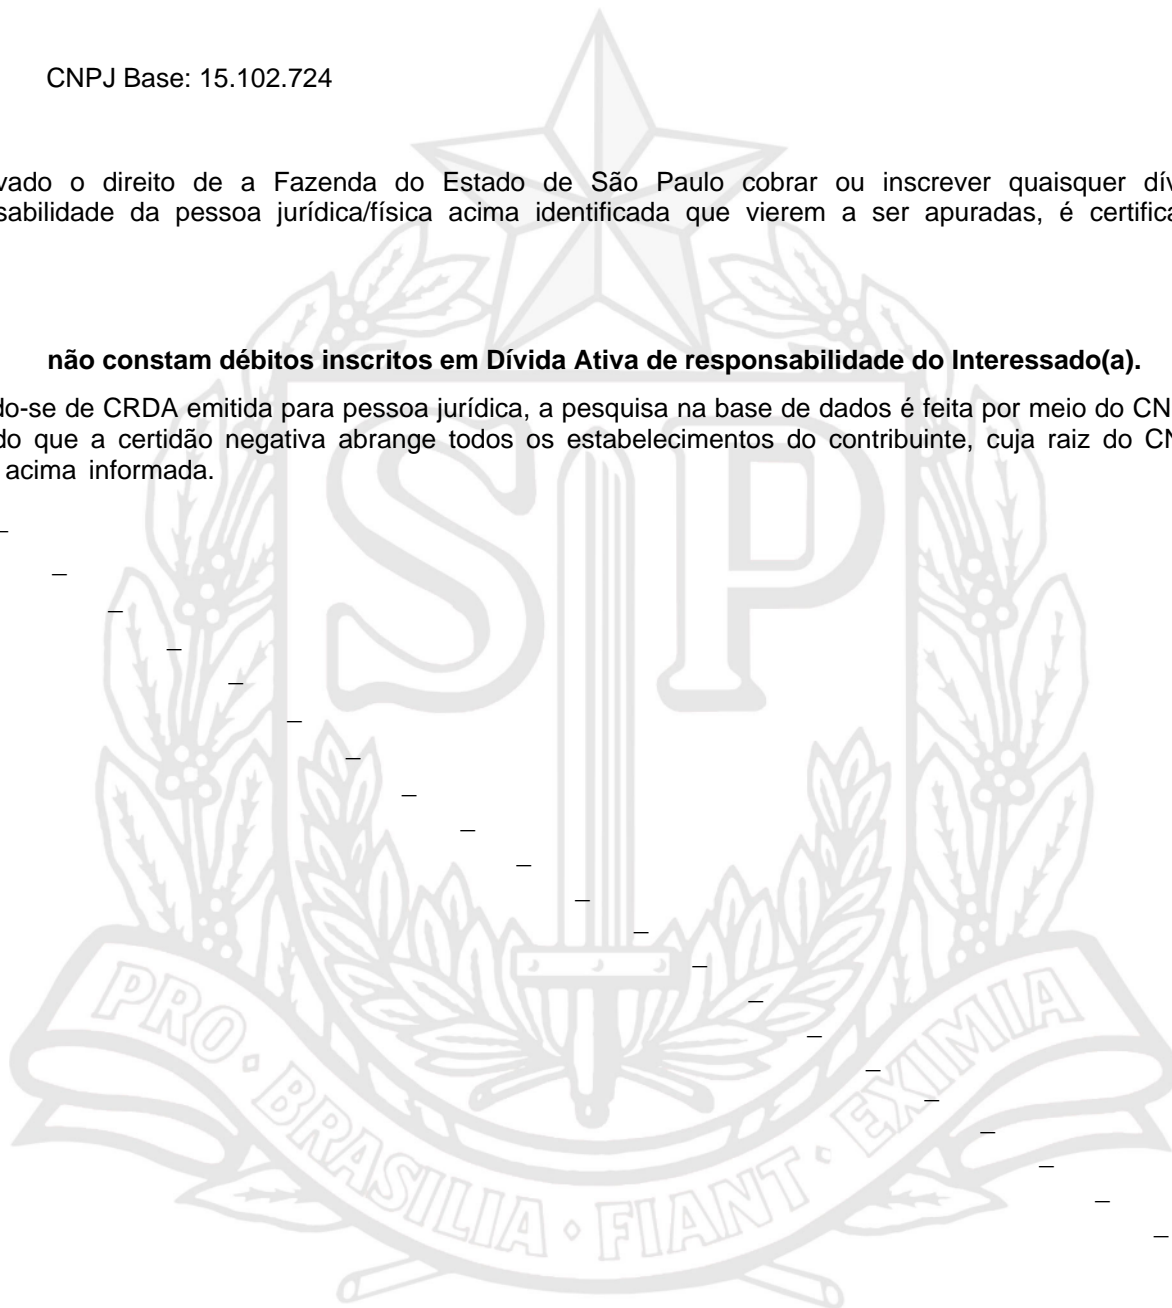 CNPJ Base: 15.102.724
vado o direito de a Fazenda do Estado de São Paulo cobrar ou inscrever quaisquer dív
sabilidade da pessoa jurídica/física acima identificada que vierem a ser apuradas, é certifica
não constam débitos inscritos em Dívida Ativa de responsabilidade do Interessado(a).
do-se de CRDA emitida para pessoa jurídica, a pesquisa na base de dados é feita por meio do CN
do que a certidão negativa abrange todos os estabelecimentos do contribuinte, cuja raiz do CN
acima informada.
SP
PRO • BRASILIA • FIANT • EXIMIA